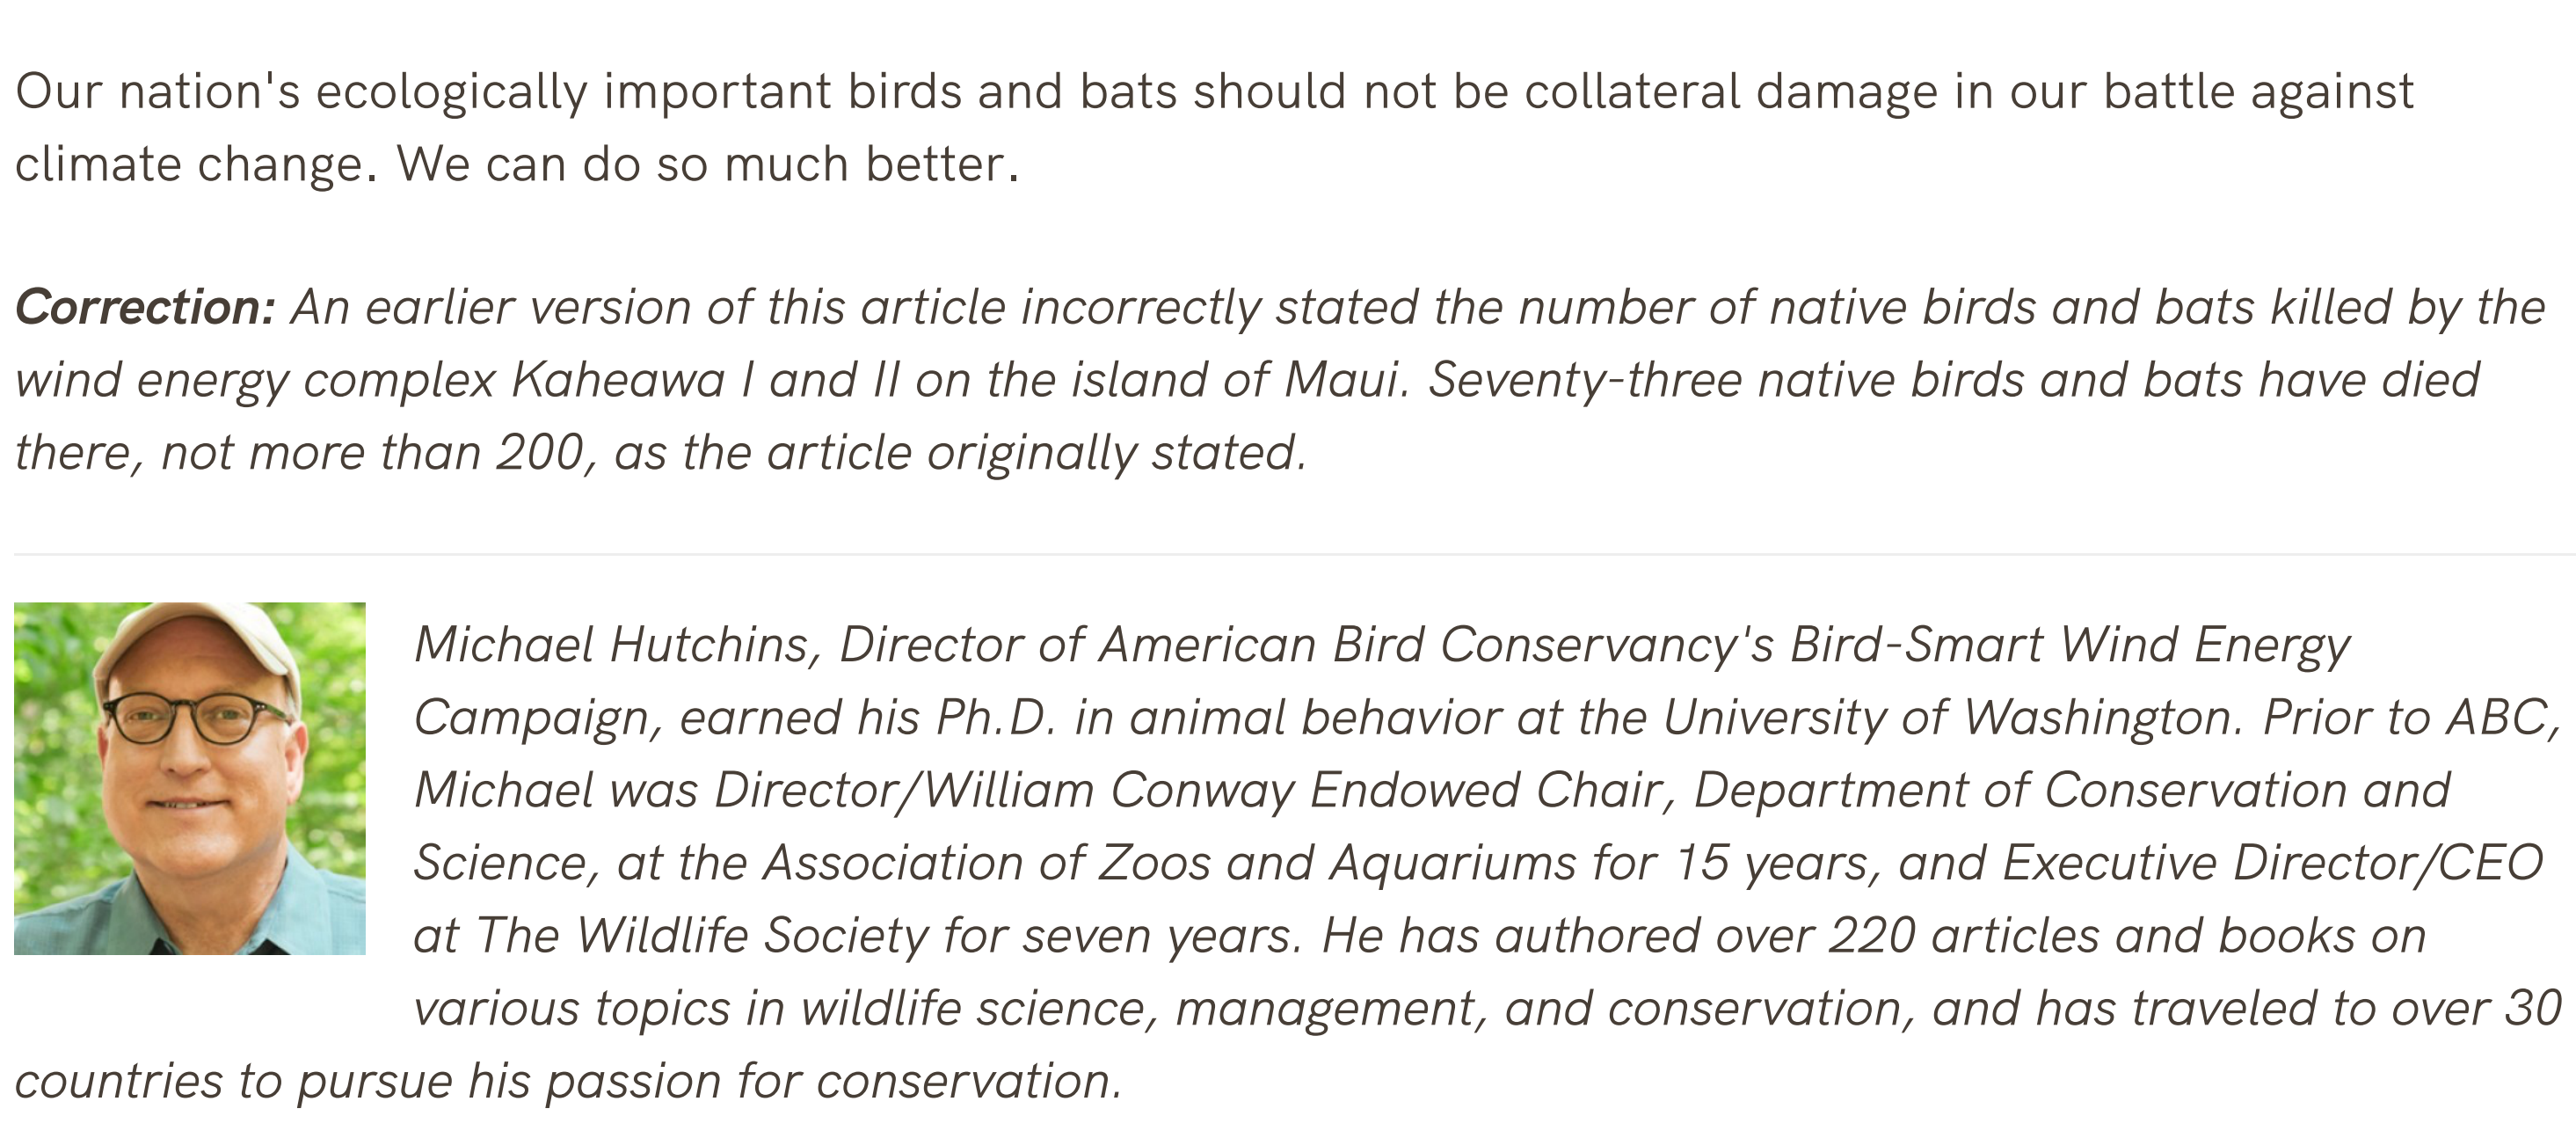 Our nation's ecologically important birds and bats should not be collateral damage in our battle against
climate change. We can do so much better.
Correction: An earlier version of this article incorrectly stated the number of native birds and bats killed by the
wind energy complex Kaheawa I and II on the island of Maui. Seventy-three native birds and bats have died
there, not more than 200, as the article originally stated.
Michael Hutchins, Director of American Bird Conservancy's Bird-Smart Wind Energy
Campaign, earned his Ph.D. in animal behavior at the University of Washington. Prior to ABC,
Michael was Director/William Conway Endowed Chair, Department of Conservation and
Science, at the Association of Zoos and Aquariums for 15 years, and Executive Director/CEO
at The Wildlife Society for seven years. He has authored over 220 articles and books on
various topics in wildlife science, management, and conservation, and has traveled to over 30
countries to pursue his passion for conservation.